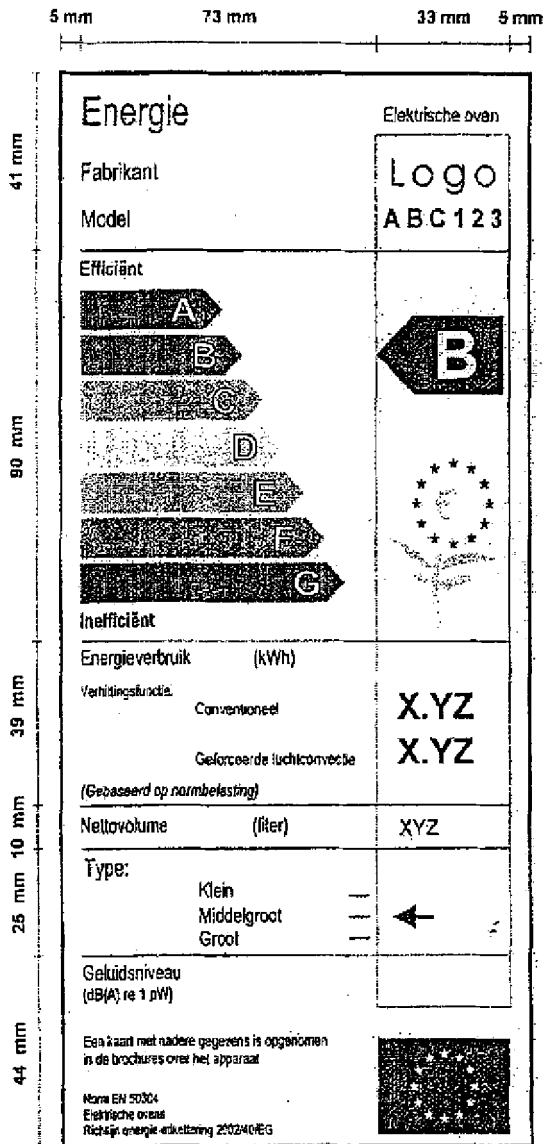 5 mm 73 mm 33 mm 5 mm
41 mm
Energie
Elektrische oven
Fabrikant
Logo
Model
ABC123
90 mm
Efficiënt
A
B
B
C
D
E
F
G
Inefficiënt
39 mm
Energieverbruik (kWh)
Verhittingsfunctie:
Conventioneel X.YZ
Geforceerde luchtconvectie X.YZ
(Gebaseerd op normbelasting)
10 mm
Nettovolume (liter) XYZ
25 mm
Type:
Klein
Middelgroot
Groot
44 mm
Geluidsniveau
(dB(A) re 1 pW)
Een kaart met nadere gegevens is opgenomen
in de brochures over het apparaat
Norm EN 50304
Elektrische ovens
Richtlijn energie-etikettering 2002/40/EG